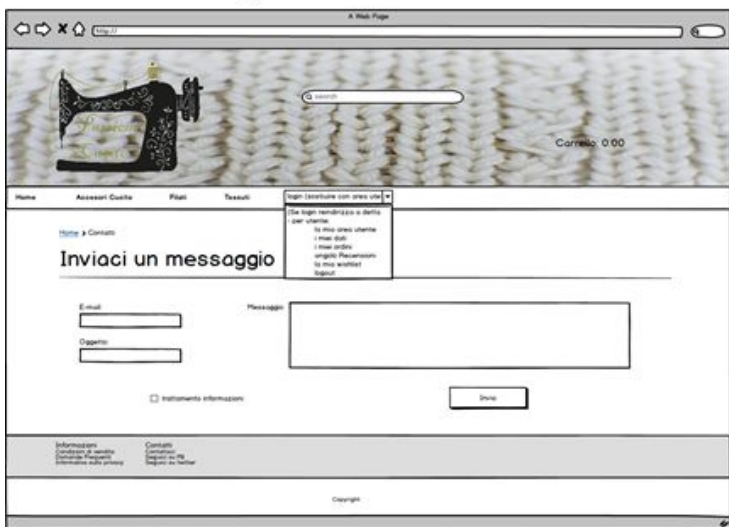 A Web Page
http://
search
Carrello: 0.00
Home Accessori Cucito Filati Tessuti login (sostituire con area ute
(Se login reindirizzo a detta
- per utente:
la mia area utente
i miei dati
i miei ordini
angolo Recensioni
la mia wishlist
logout
Home > Contatti
Inviaci un messaggio
E-mail
Messaggio
Oggetto:
trattamento informazioni
Invia
Informazioni
Condizioni di vendita
Domande Frequenti
Informativa sulla privacy
Contatti
Contattaci
Seguici su FB
Seguici su twitter
Copyright